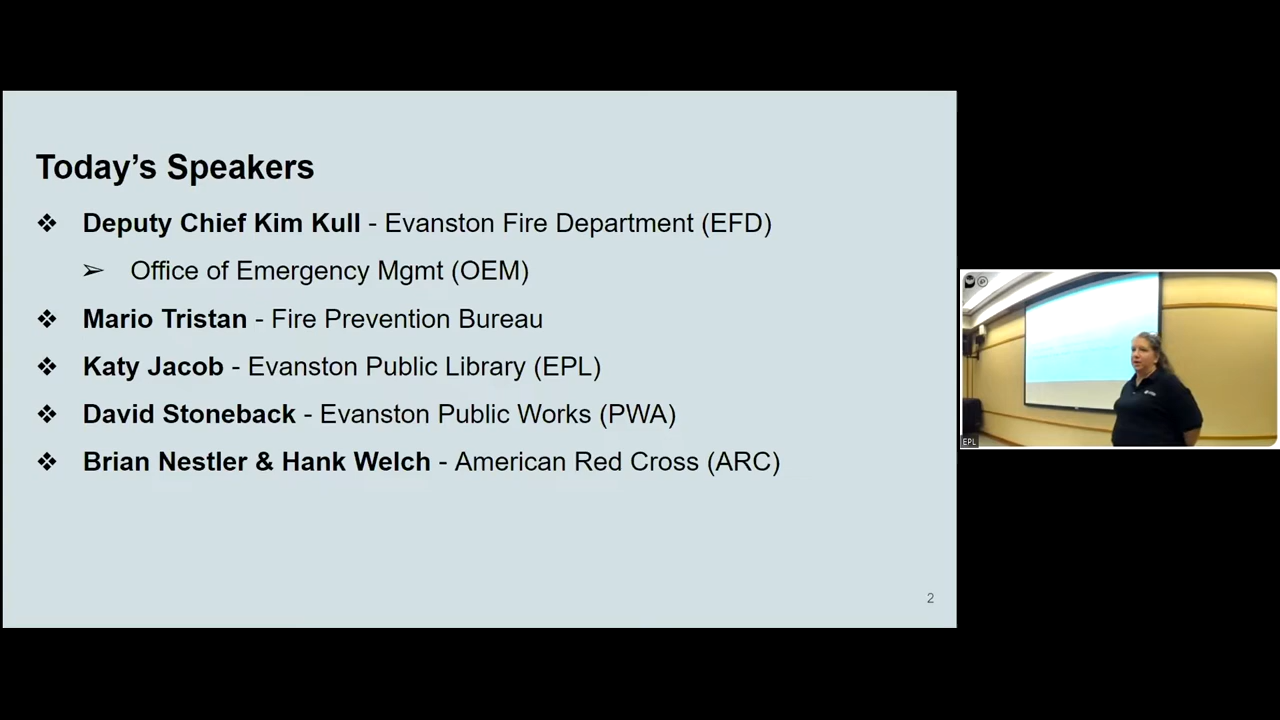 Today's Speakers
❖ Deputy Chief Kim Kull - Evanston Fire Department (EFD)
➢ Office of Emergency Mgmt (OEM)
❖ Mario Tristan - Fire Prevention Bureau
❖ Katy Jacob - Evanston Public Library (EPL)
❖ David Stoneback - Evanston Public Works (PWA)
❖ Brian Nestler & Hank Welch - American Red Cross (ARC)
2
EPL